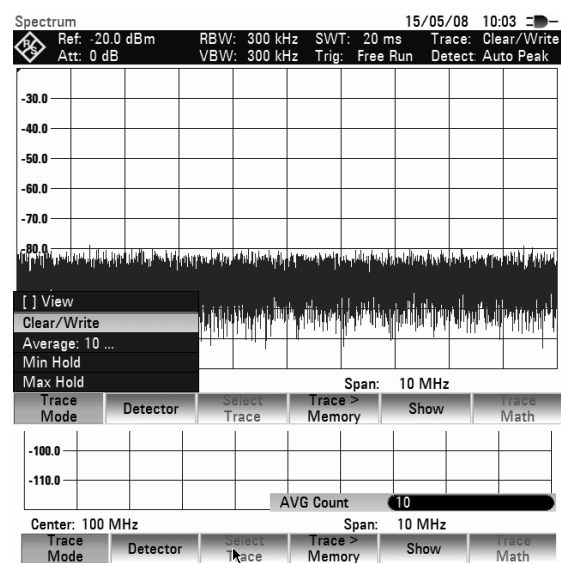 Spectrum 15/05/08 10:03
R&S Ref: -20.0 dBm RBW: 300 kHz SWT: 20 ms Trace: Clear/Write
Att: 0 dB VBW: 300 kHz Trig: Free Run Detect: Auto Peak
-30.0
-40.0
-50.0
-60.0
-70.0
-80.0
[ ] View
Clear/Write
Average: 10 ...
Min Hold
Max Hold
Span: 10 MHz
Trace Mode Detector Select Trace Trace > Memory Show Trace Math
-100.0
-110.0
AVG Count 10
Center: 100 MHz Span: 10 MHz
Trace Mode Detector Select Trace Trace > Memory Show Trace Math